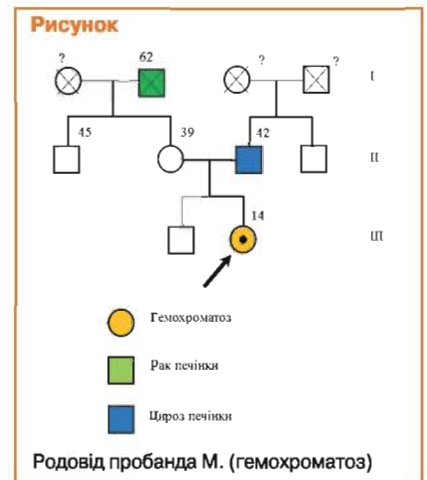 Рисунок
? 62 ? ?
I
45 39 42
II
14
III
Гемохроматоз
Рак печінки
Цироз печінки
Родовід пробанда М. (гемохроматоз)